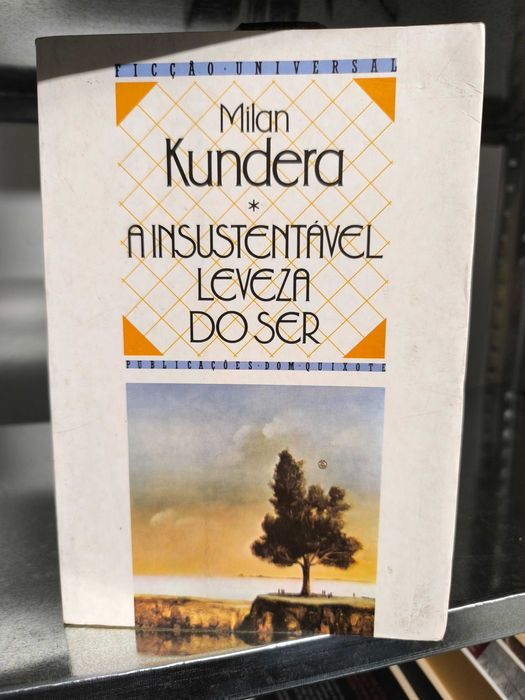 FICÇÃO · UNIVERSAL
Milan
Kundera
*
A INSUSTENTÁVEL
LEVEZA
DO SER
PUBLICAÇÕES · DOM · QUIXOTE